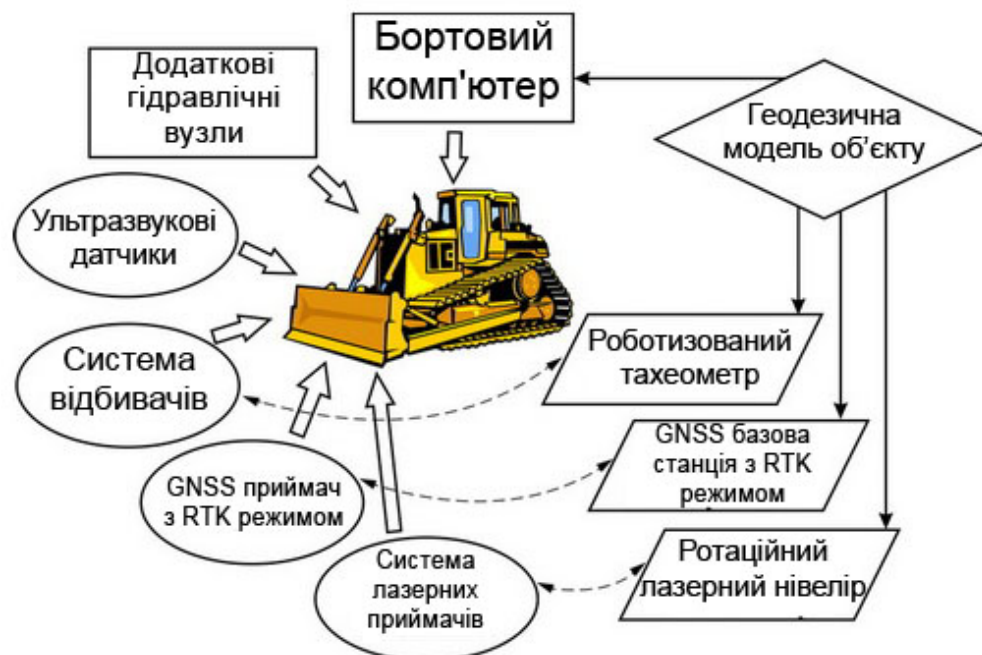 Бортовий
комп'ютер
Додаткові
гідравлічні
вузли
Геодезична
модель об’єкту
Ультразвукові
датчики
Система
відбивачів
Роботизований
тахеометр
GNSS приймач
з RTK режимом
GNSS базова
станція з RTK
режимом
Система
лазерних
приймачів
Ротаційний
лазерний нівелір